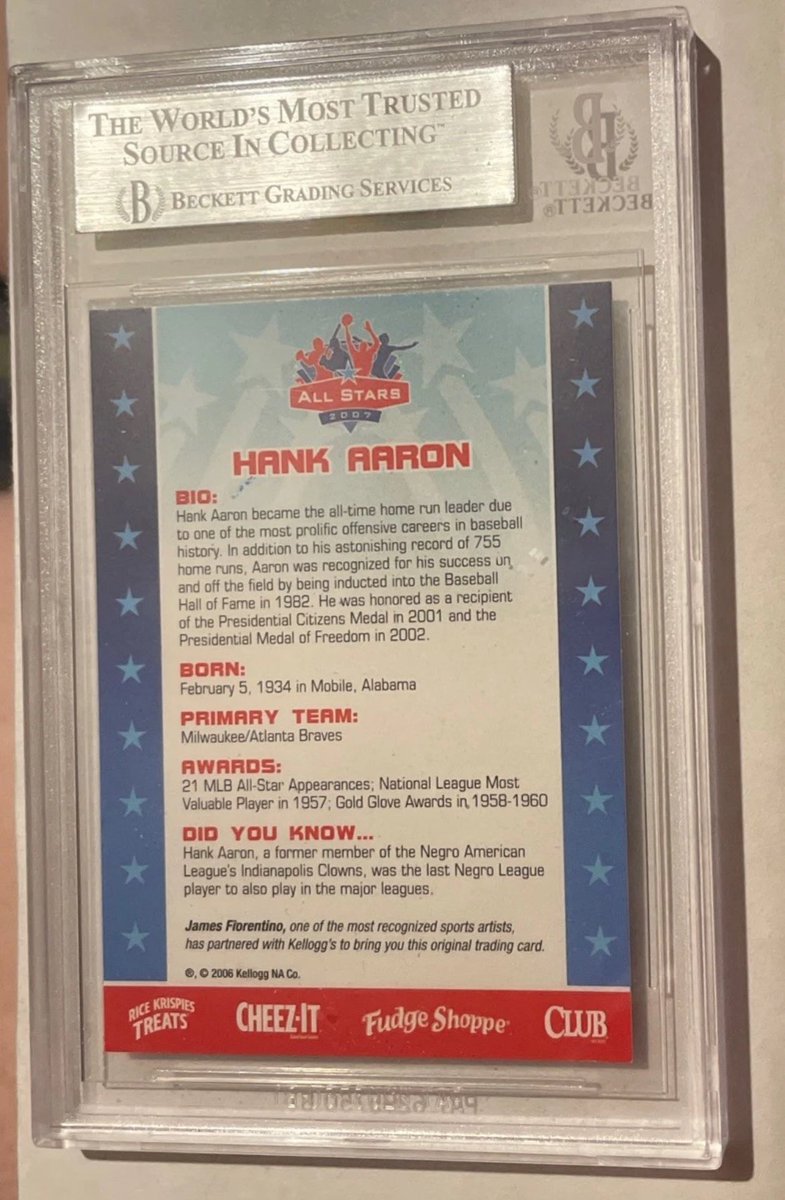 THE WORLD'S MOST TRUSTED
SOURCE IN COLLECTING™
B BECKETT GRADING SERVICES
BECKETT
BECKETT®
ALL STARS
2007
HANK AARON
BIO:
Hank Aaron became the all-time home run leader due
to one of the most prolific offensive careers in baseball
history. In addition to his astonishing record of 755
home runs, Aaron was recognized for his success on
and off the field by being inducted into the Baseball
Hall of Fame in 1982. He was honored as a recipient
of the Presidential Citizens Medal in 2001 and the
Presidential Medal of Freedom in 2002.
BORN:
February 5, 1934 in Mobile, Alabama
PRIMARY TEAM:
Milwaukee/Atlanta Braves
AWARDS:
21 MLB All-Star Appearances; National League Most
Valuable Player in 1957; Gold Glove Awards in 1958-1960
DID YOU KNOW...
Hank Aaron, a former member of the Negro American
League's Indianapolis Clowns, was the last Negro League
player to also play in the major leagues.
James Fiorentino, one of the most recognized sports artists,
has partnered with Kellogg's to bring you this original trading card.
®, © 2006 Kellogg NA Co.
RICE KRISPIES
TREATS
CHEEZ-IT
Fudge Shoppe
CLUB